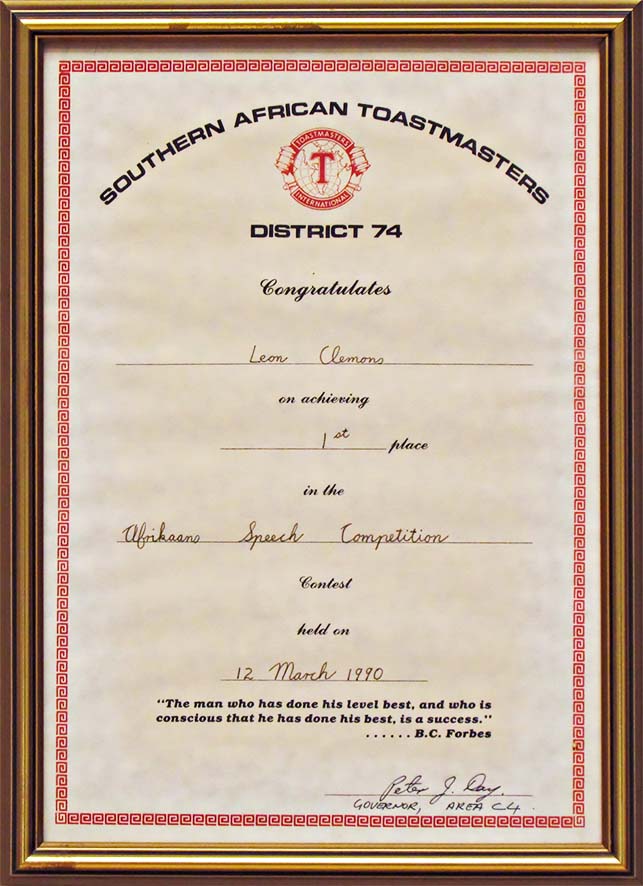 SOUTHERN AFRICAN TOASTMASTERS
TOASTMASTERS
T
INTERNATIONAL
DISTRICT 74
Congratulates
Leon Clemons
on achieving
1st place
in the
Afrikaans Speech Competition
Contest
held on
12 March 1990
"The man who has done his level best, and who is
conscious that he has done his best, is a success."
. . . . . . B.C. Forbes
Peter J. Day.
GOVERNOR, AREA C4.